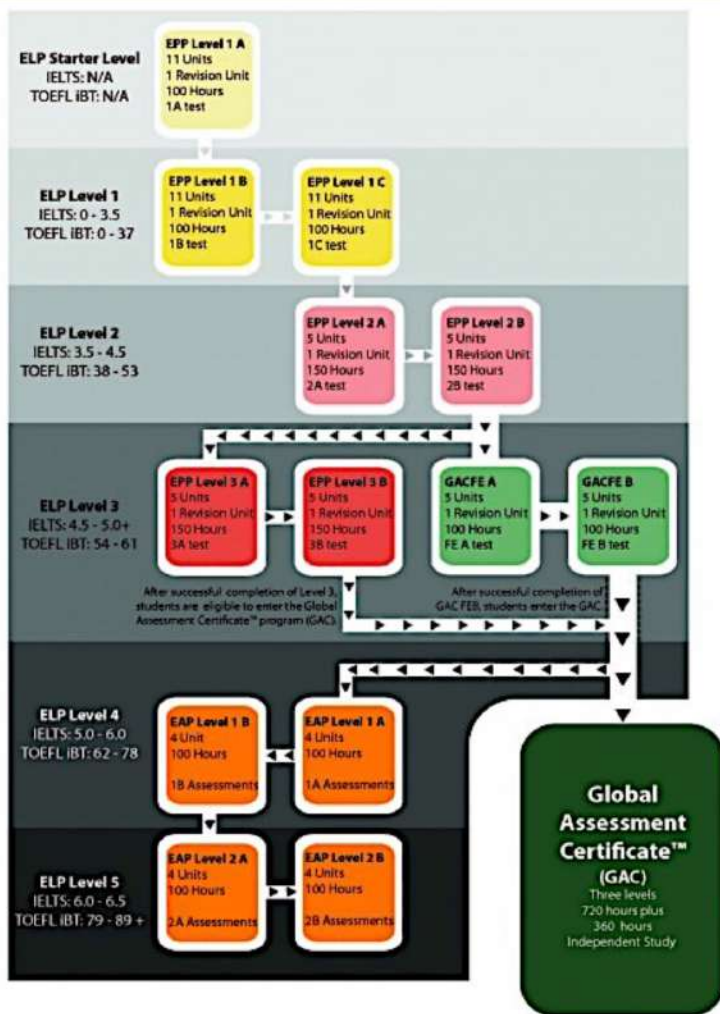 ELP Starter Level
IELTS: N/A
TOEFL iBT: N/A
EPP Level 1 A
11 Units
1 Revision Unit
100 Hours
1A test
ELP Level 1
IELTS: 0 - 3.5
TOEFL iBT: 0 - 37
EPP Level 1 B
11 Units
1 Revision Unit
100 Hours
1B test
EPP Level 1 C
11 Units
1 Revision Unit
100 Hours
1C test
ELP Level 2
IELTS: 3.5 - 4.5
TOEFL iBT: 38 - 53
EPP Level 2 A
5 Units
1 Revision Unit
150 Hours
2A test
EPP Level 2 B
5 Units
1 Revision Unit
150 Hours
2B test
ELP Level 3
IELTS: 4.5 - 5.0+
TOEFL iBT: 54 - 61
EPP Level 3 A
5 Units
1 Revision Unit
150 Hours
3A test
EPP Level 3 B
5 Units
1 Revision Unit
150 Hours
3B test
GACFE A
5 Units
1 Revision Unit
100 Hours
FE A test
GACFE B
5 Units
1 Revision Unit
100 Hours
FE B test
After successful completion of Level 3,
students are eligible to enter the Global
Assessment Certificate™ program (GAC).
After successful completion of
GAC FEB, students enter the GAC.
ELP Level 4
IELTS: 5.0 - 6.0
TOEFL iBT: 62 - 78
EAP Level 1 B
4 Unit
100 Hours
1B Assessments
EAP Level 1 A
4 Units
100 Hours
1A Assessments
ELP Level 5
IELTS: 6.0 - 6.5
TOEFL iBT: 79 - 89 +
EAP Level 2 A
4 Units
100 Hours
2A Assessments
EAP Level 2 B
4 Units
100 Hours
2B Assessments
Global
Assessment
Certificate™
(GAC)
Three levels
720 hours plus
360 hours
Independent Study